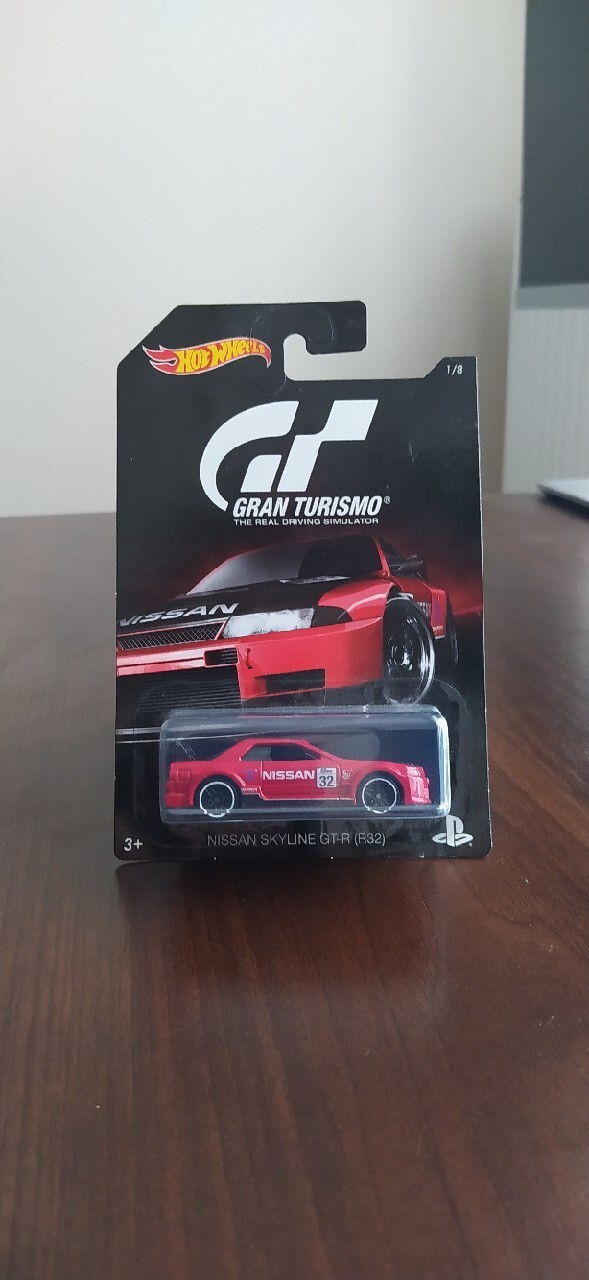 HOT WHEELS
1/8
GT
GRAN TURISMO®
THE REAL DRIVING SIMULATOR
NISSAN
NISSAN
32
3+
NISSAN SKYLINE GT-R (R32)